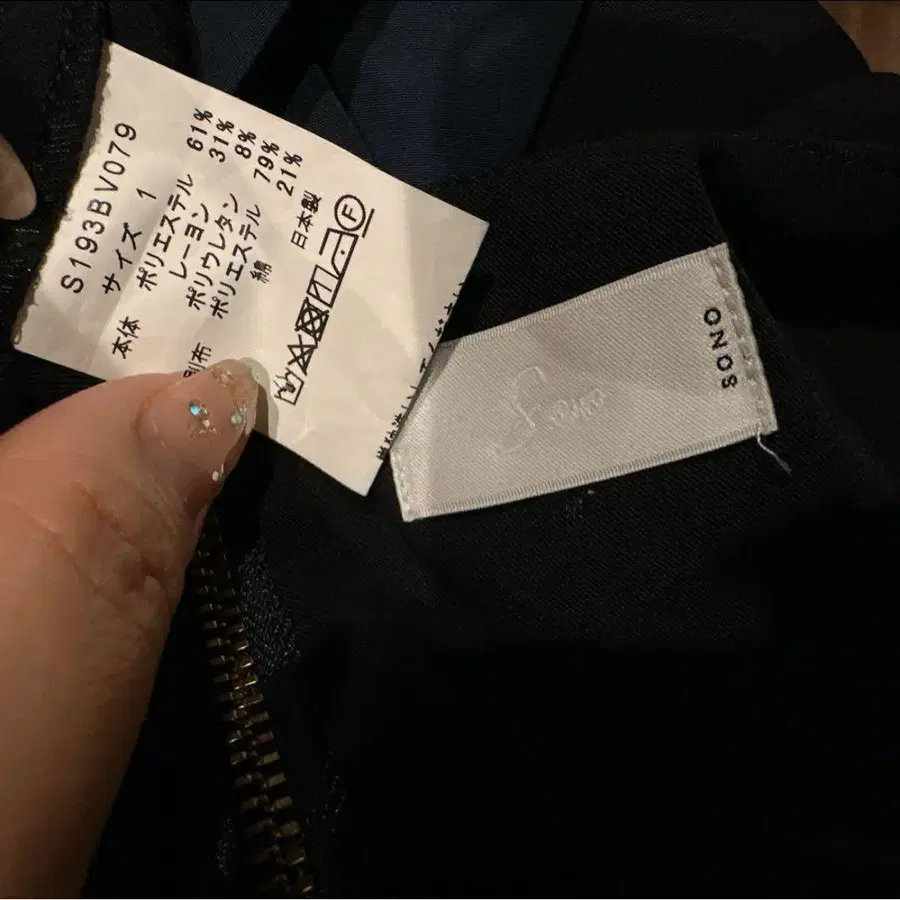 S193BV079
サイズ 1
本体 ポリエステル 61%
レーヨン 31%
ポリウレタン 8%
別布 ポリエステル 79%
綿 21%
日本製
F
SONO
Sono